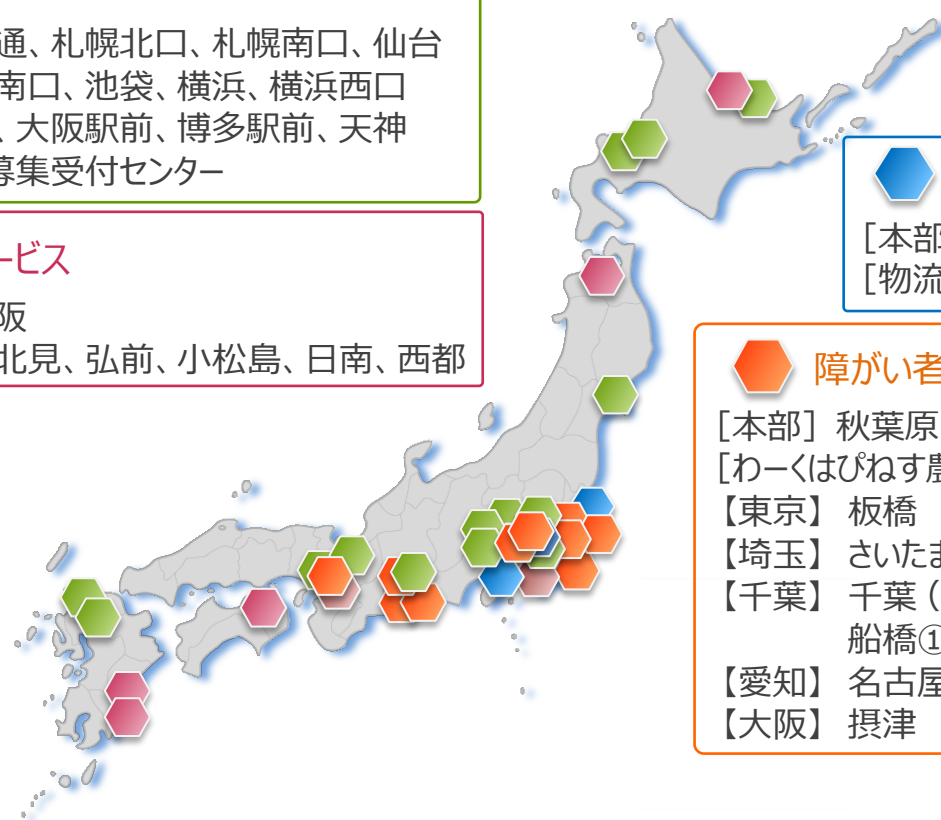 通、札幌北口、札幌南口、仙台
南口、池袋、横浜、横浜西口
、大阪駅前、博多駅前、天神
募集受付センター
ービス
阪
北見、弘前、小松島、日南、西都
[本部
[物流
障がい者
[本部] 秋葉原
[わーくはぴねす農
【東京】 板橋
【埼玉】 さいたま
【千葉】 千葉(
船橋①
【愛知】 名古屋
【大阪】 摂津